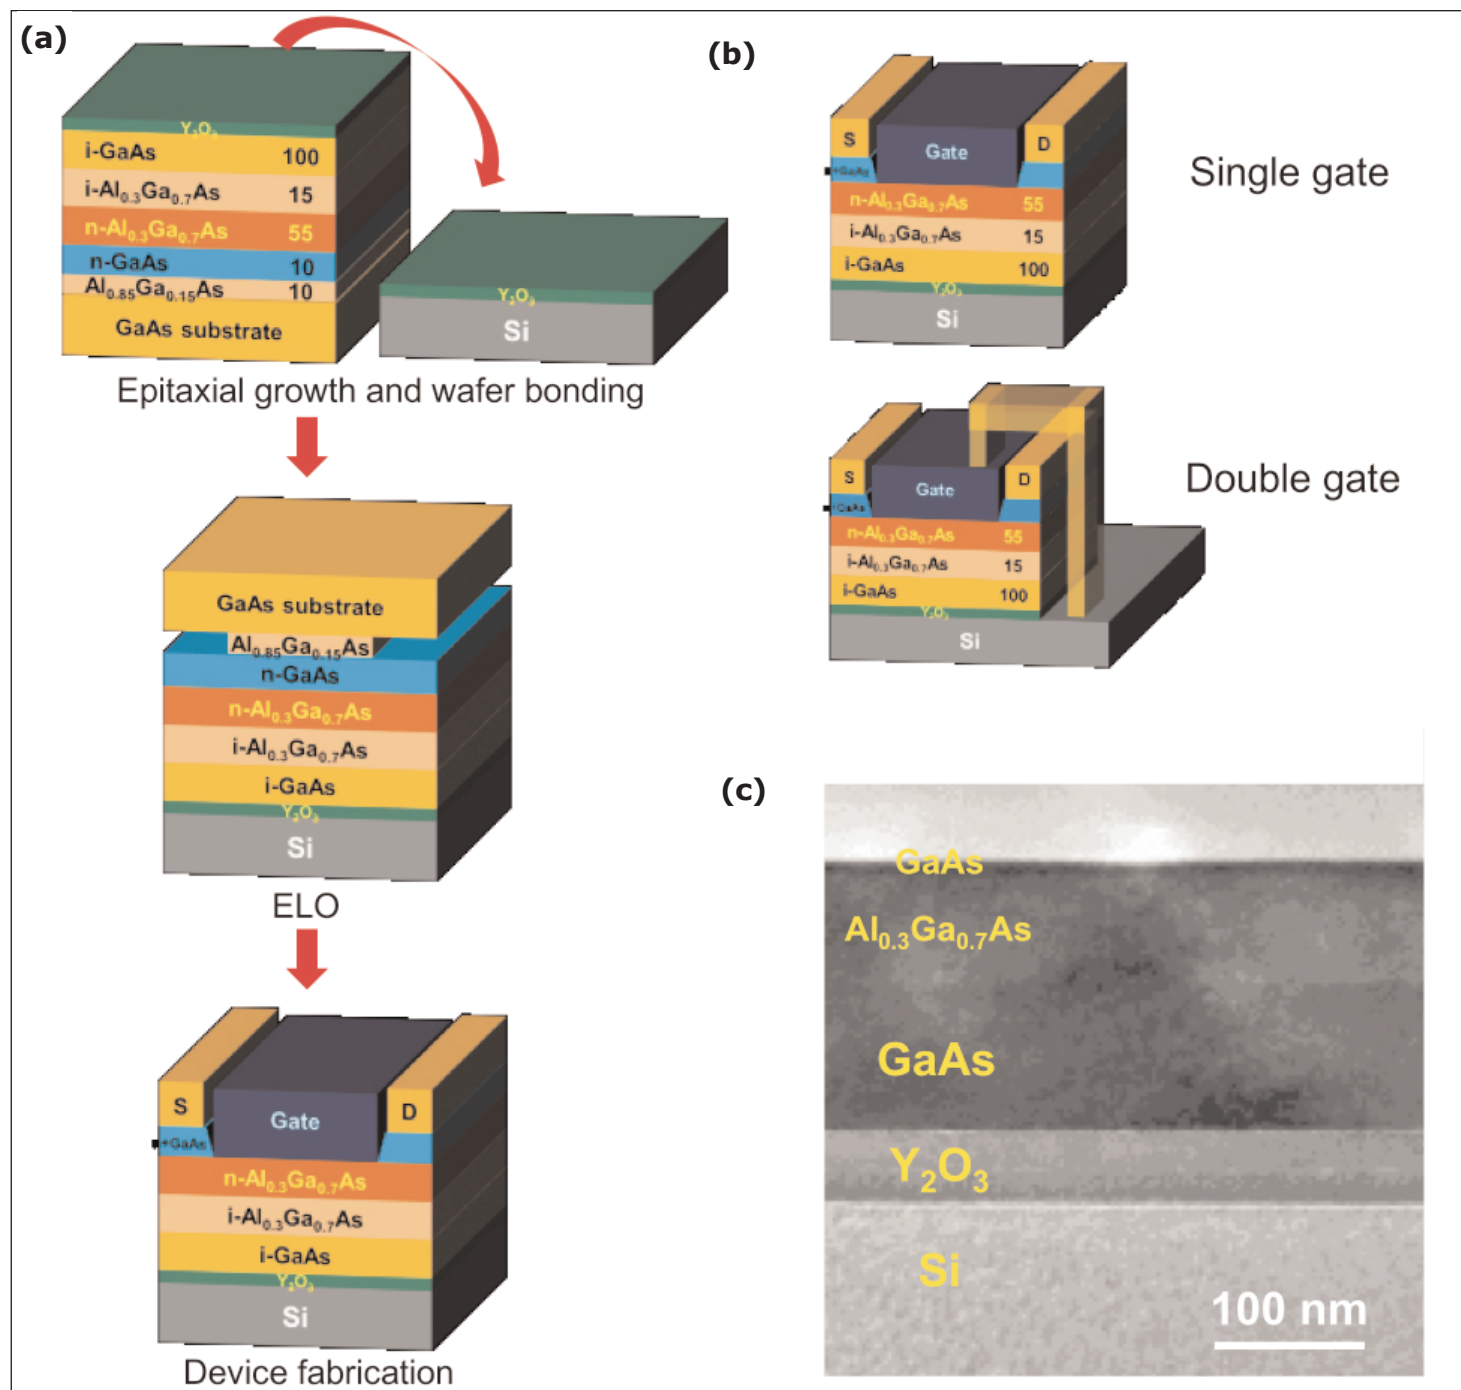 (a)
Y₂O₃
i-GaAs 100
i-Al₀.₃Ga₀.₇As 15
n-Al₀.₃Ga₀.₇As 55
n-GaAs 10
Al₀.₈₅Ga₀.₁₅As 10
GaAs substrate
Y₂O₃
Si
Epitaxial growth and wafer bonding
GaAs substrate
Al₀.₈₅Ga₀.₁₅As
n-GaAs
n-Al₀.₃Ga₀.₇As
i-Al₀.₃Ga₀.₇As
i-GaAs
Y₂O₃
Si
ELO
S Gate D
+GaAs
n-Al₀.₃Ga₀.₇As
i-Al₀.₃Ga₀.₇As
i-GaAs
Y₂O₃
Si
Device fabrication
(b)
S Gate D
+GaAs
n-Al₀.₃Ga₀.₇As 55
i-Al₀.₃Ga₀.₇As 15
i-GaAs 100
Y₂O₃
Si
Single gate
S Gate D
+GaAs
n-Al₀.₃Ga₀.₇As 55
i-Al₀.₃Ga₀.₇As 15
i-GaAs 100
Y₂O₃
Si
Double gate
(c)
GaAs
Al₀.₃Ga₀.₇As
GaAs
Y₂O₃
Si
100 nm